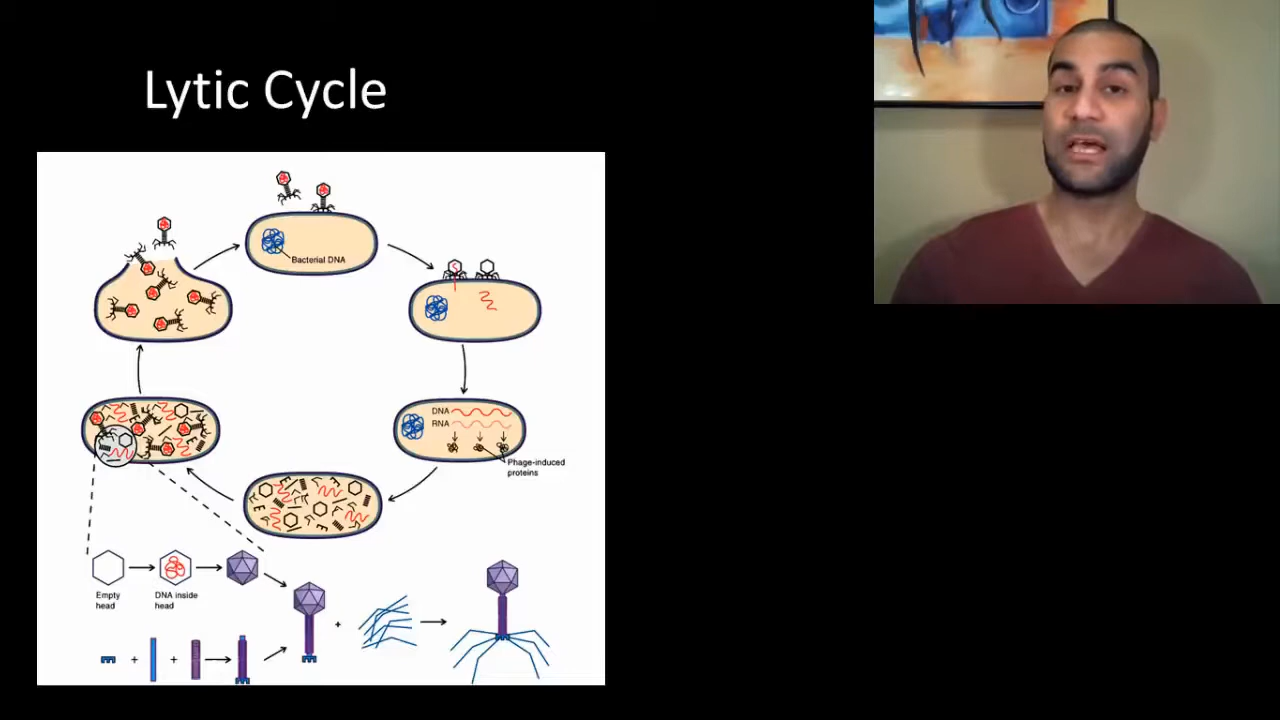 Lytic Cycle
Bacterial DNA
DNA
RNA
Phage-induced
proteins
Empty
head
DNA inside
head
+
+
+